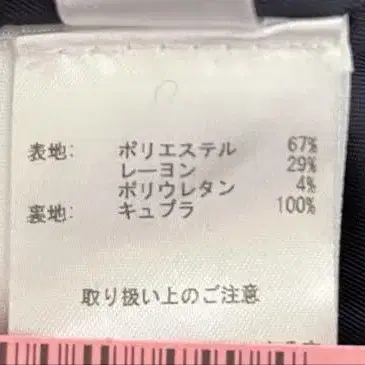 表地: ポリエステル 67%
レーヨン 29%
ポリウレタン 4%
裏地: キュプラ 100%
取り扱い上のご注意